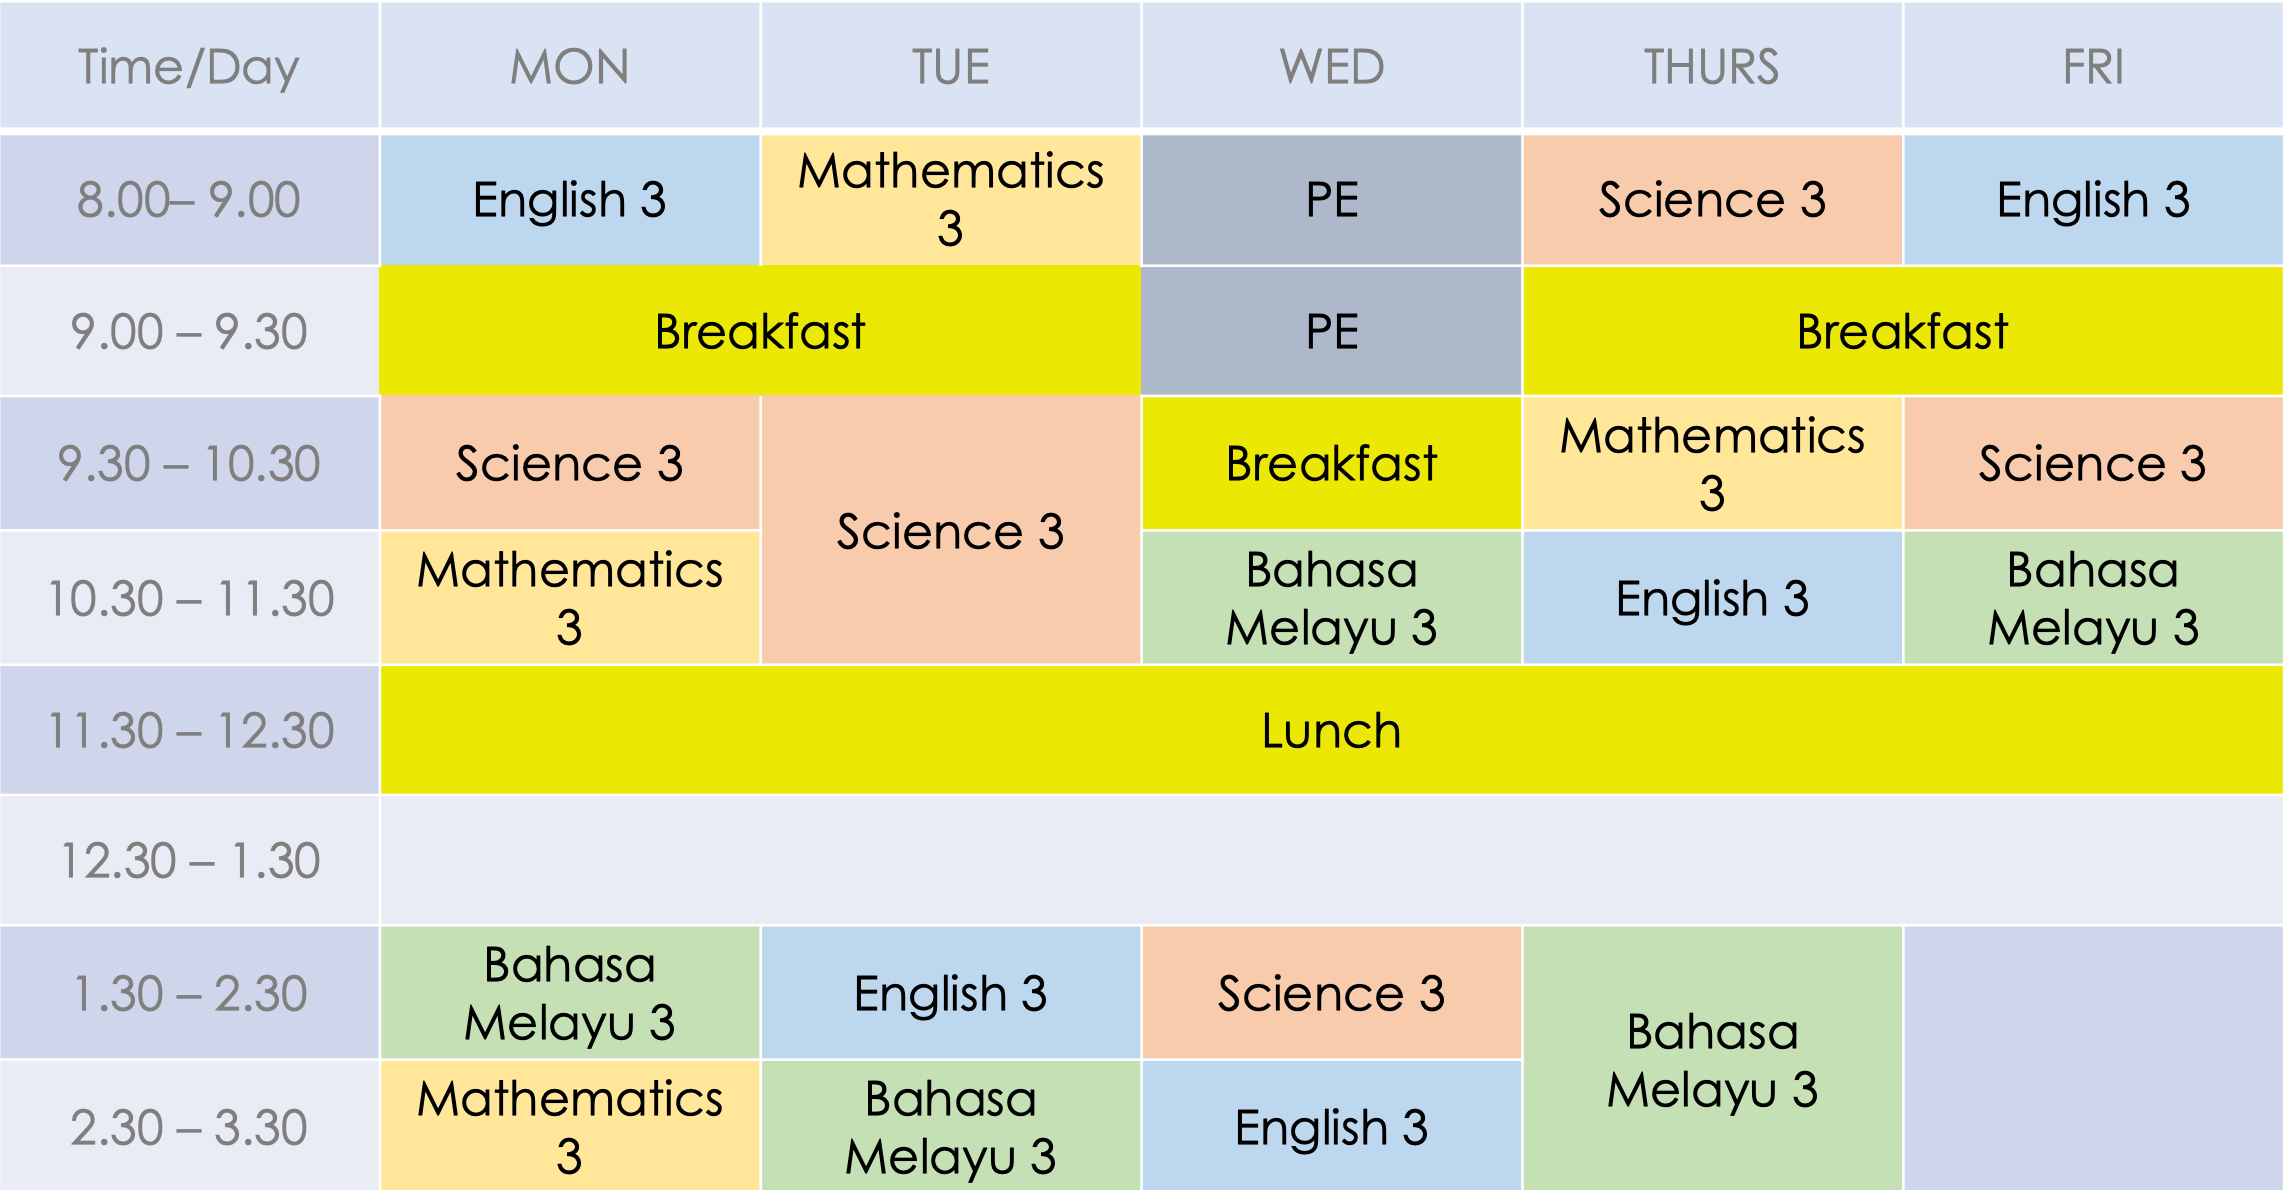 Time/Day MON TUE WED THURS FRI
8.00– 9.00 English 3 Mathematics 3 PE Science 3 English 3
9.00 – 9.30 Breakfast PE Breakfast
9.30 – 10.30 Science 3 Science 3 Breakfast Mathematics 3 Science 3
10.30 – 11.30 Mathematics 3 Bahasa Melayu 3 English 3 Bahasa Melayu 3
11.30 – 12.30 Lunch
12.30 – 1.30
1.30 – 2.30 Bahasa Melayu 3 English 3 Science 3 Bahasa Melayu 3
2.30 – 3.30 Mathematics 3 Bahasa Melayu 3 English 3